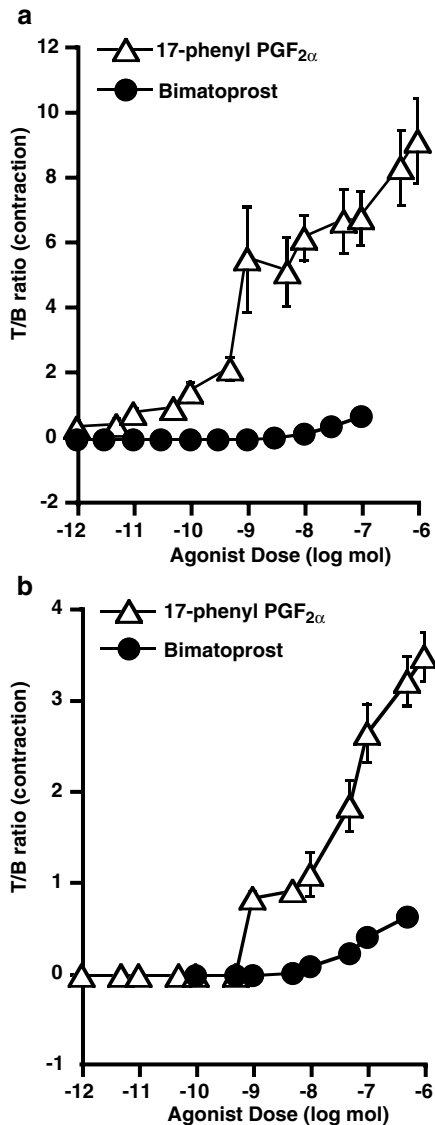 a
17-phenyl PGF2α
Bimatoprost
T/B ratio (contraction)
12
10
8
6
4
2
0
-2
-12 -11 -10 -9 -8 -7 -6
Agonist Dose (log mol)
b
17-phenyl PGF2α
Bimatoprost
T/B ratio (contraction)
4
3
2
1
0
-1
-12 -11 -10 -9 -8 -7 -6
Agonist Dose (log mol)